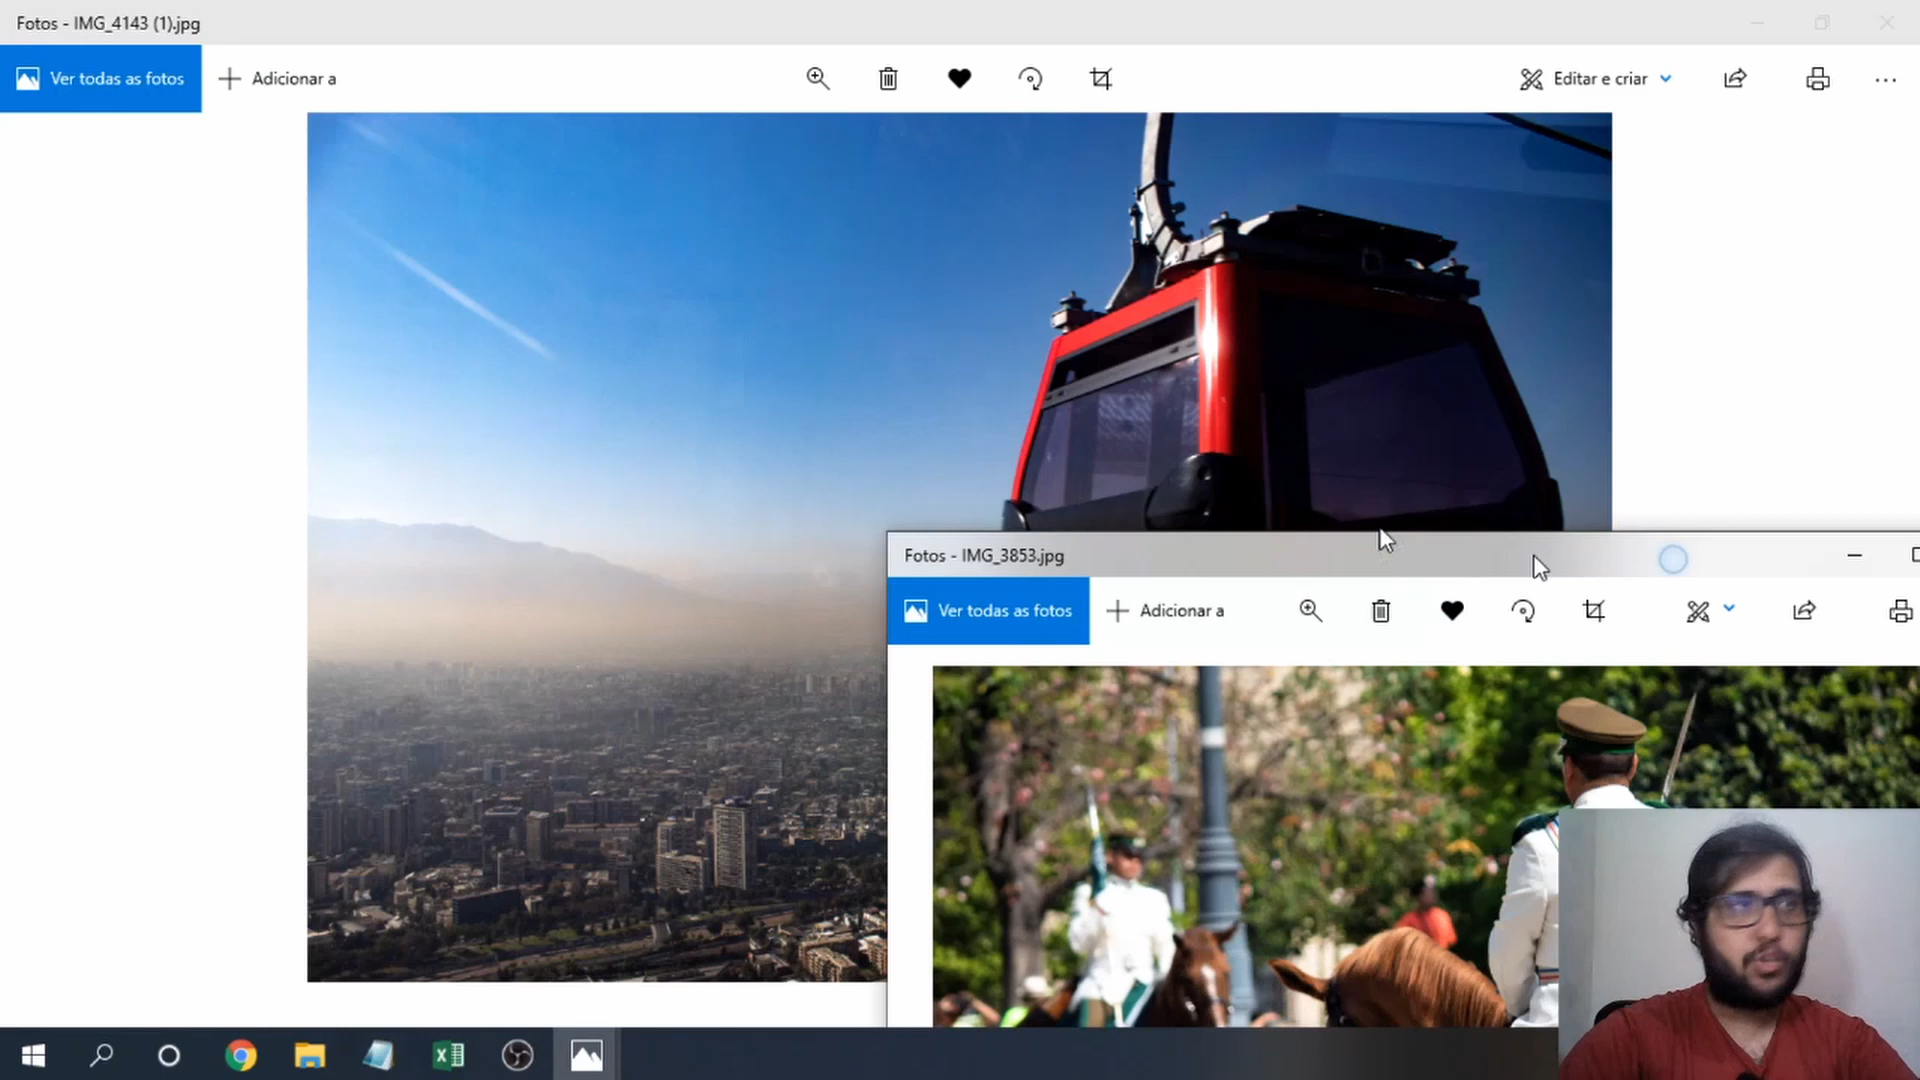 Fotos - IMG_4143 (1).jpg
Ver todas as fotos
Adicionar a
Editar e criar
Fotos - IMG_3853.jpg
Ver todas as fotos
Adicionar a